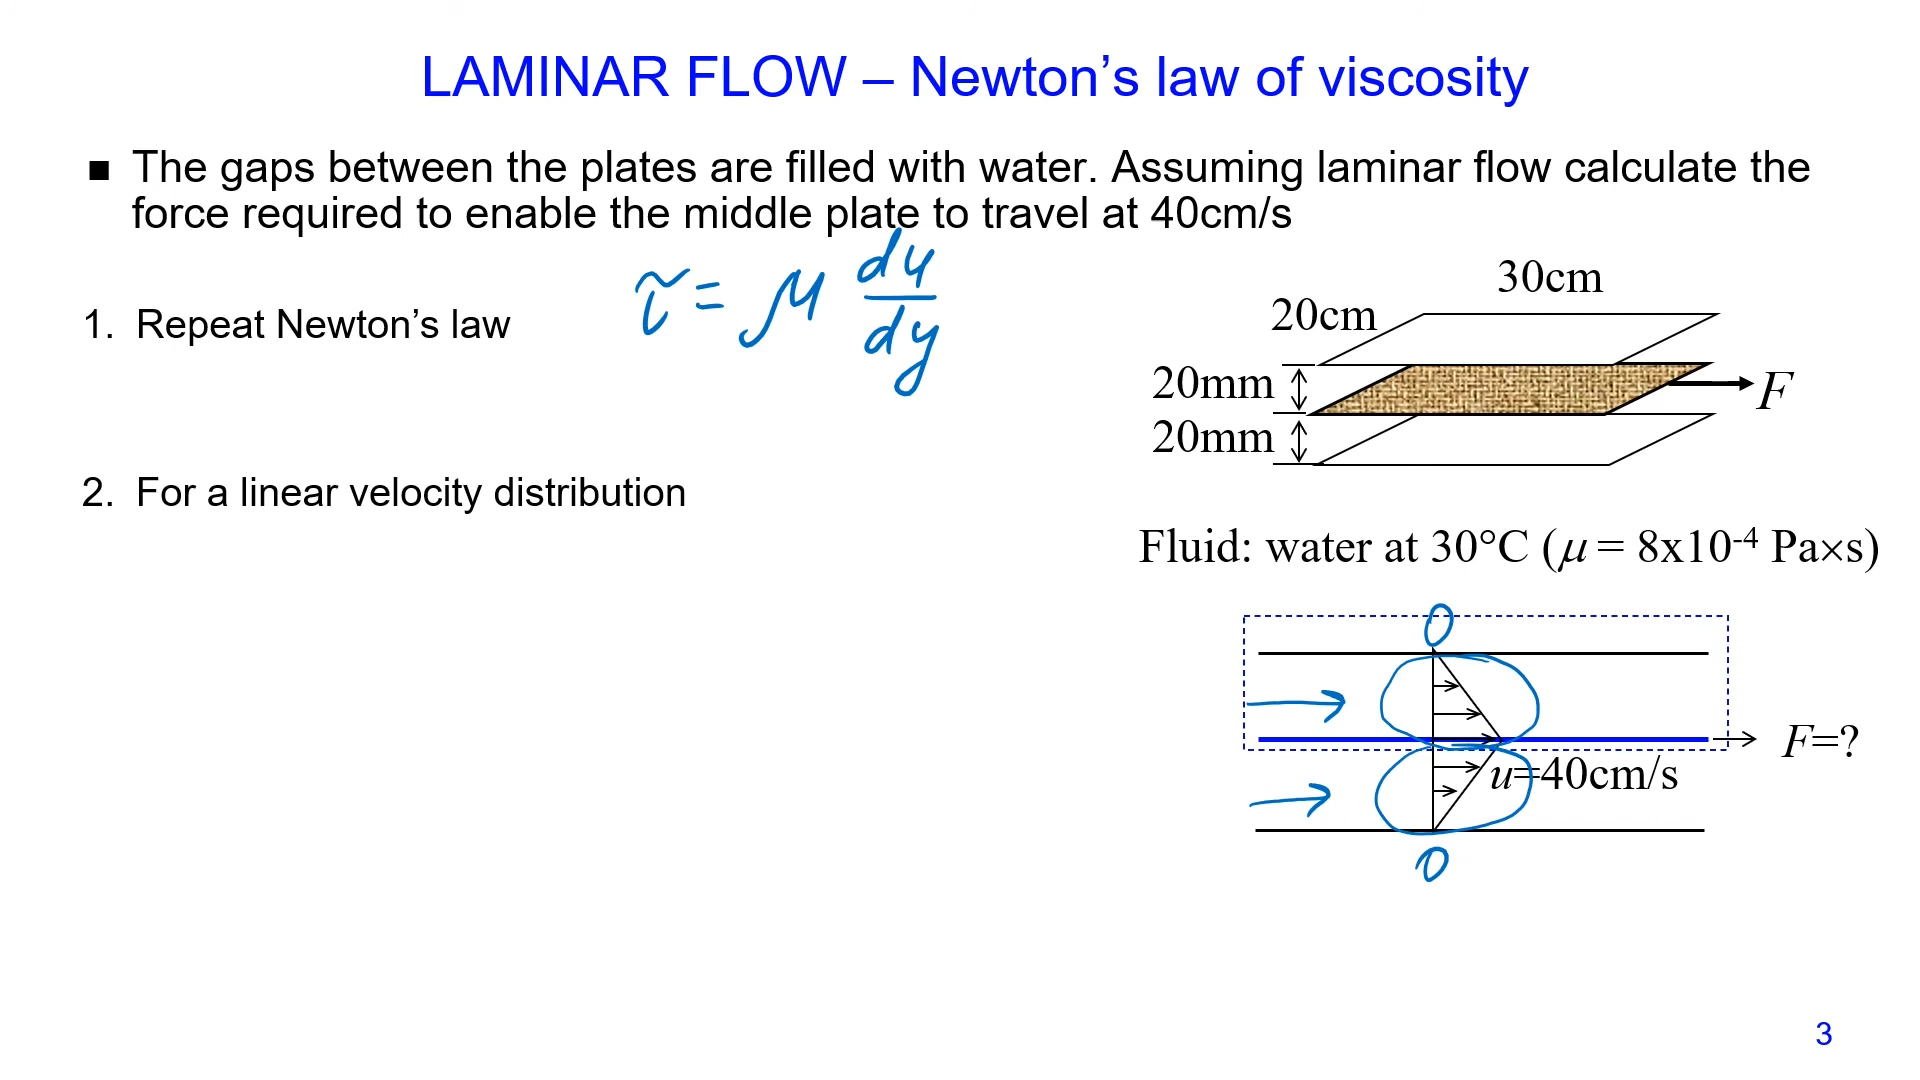 LAMINAR FLOW – Newton’s law of viscosity
■ The gaps between the plates are filled with water. Assuming laminar flow calculate the
force required to enable the middle plate to travel at 40cm/s
1. Repeat Newton’s law
τ = μ du/dy
2. For a linear velocity distribution
30cm
20cm
20mm
F
20mm
Fluid: water at 30°C (μ = 8x10⁻⁴ Pa×s)
0
F=?
u=40cm/s
0
3